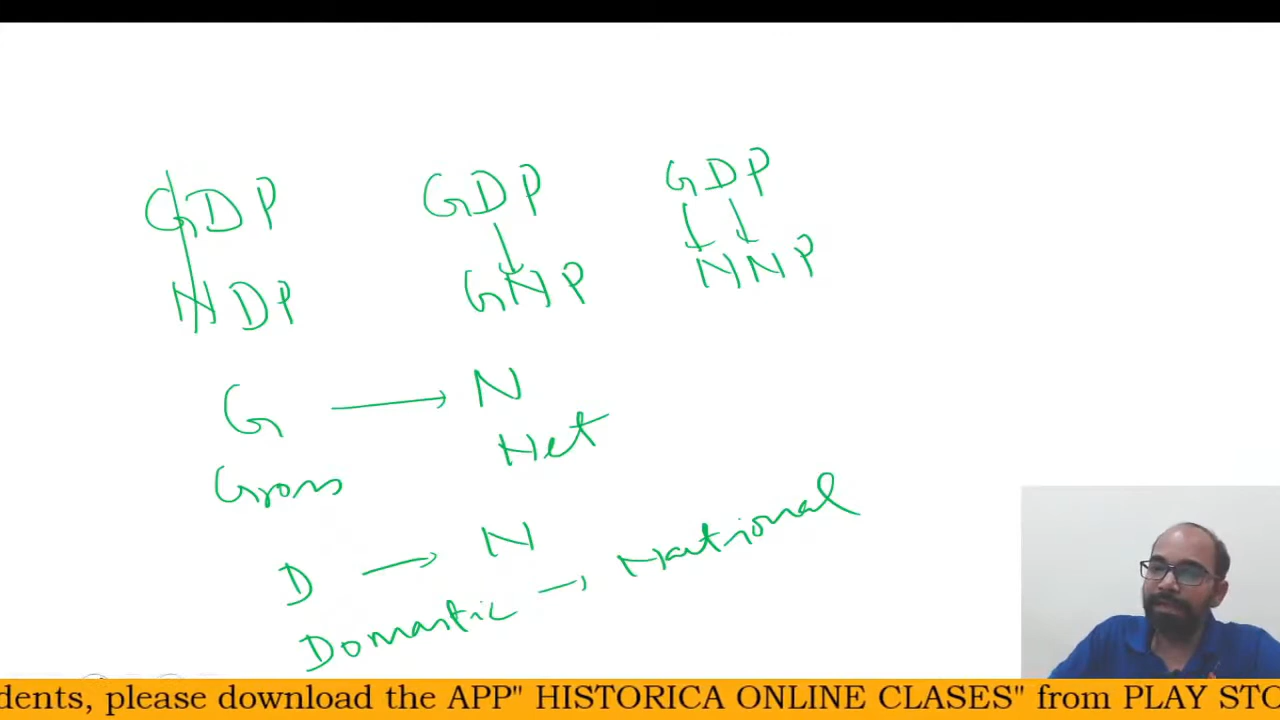 GDP GDP GDP
NDP GNP NNP
G → N
Gross Net
D → N
Domastic → National
dents, please download the APP" HISTORICA ONLINE CLASES" from PLAY STO